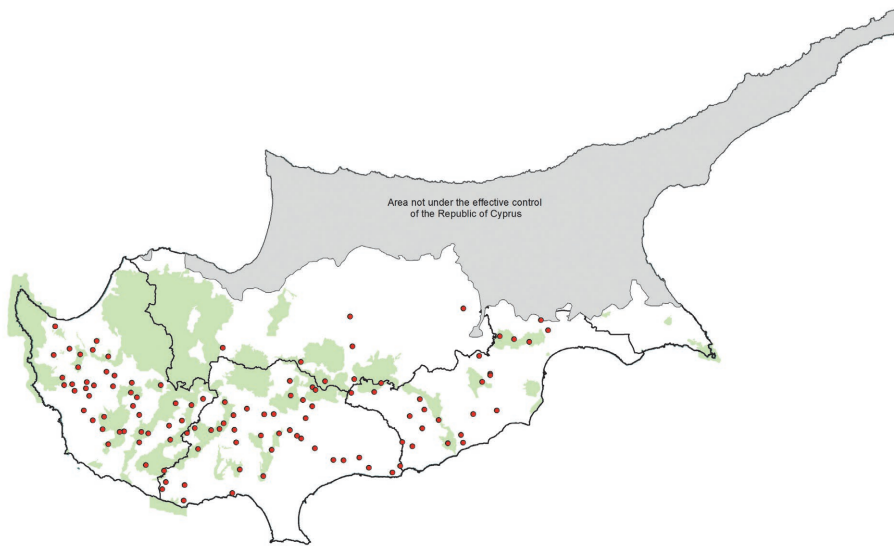 Area not under the effective control
of the Republic of Cyprus